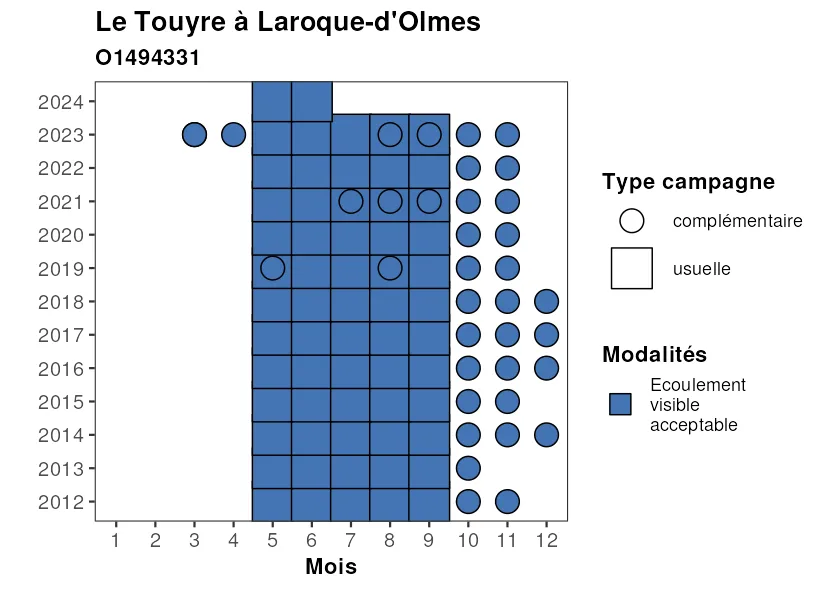 Le Touyre à Laroque-d'Olmes
O1494331
2024
2023
2022
2021
2020
2019
2018
2017
2016
2015
2014
2013
2012
1 2 3 4 5 6 7 8 9 10 11 12
Mois
Type campagne
complémentaire
usuelle
Modalités
Ecoulement
visible
acceptable